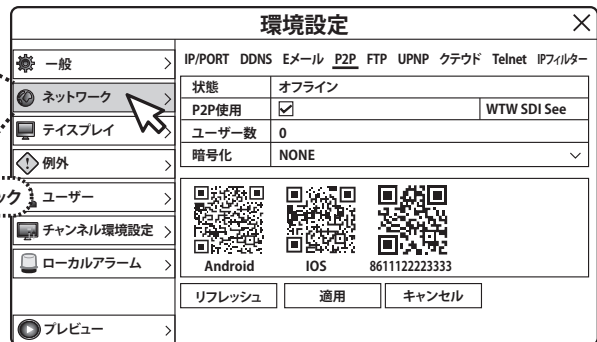 環境設定
一般
ネットワーク
テイスプレイ
例外
ック
ユーザー
チャンネル環境設定
ローカルアラーム
プレビュー
IP/PORT DDNS Eメール P2P FTP UPNP クテウド Telnet IPフィルター
状態 オフライン
P2P使用 WTW SDI See
ユーザー数 0
暗号化 NONE
Android IOS 8611122223333
リフレッシュ 適用 キャンセル